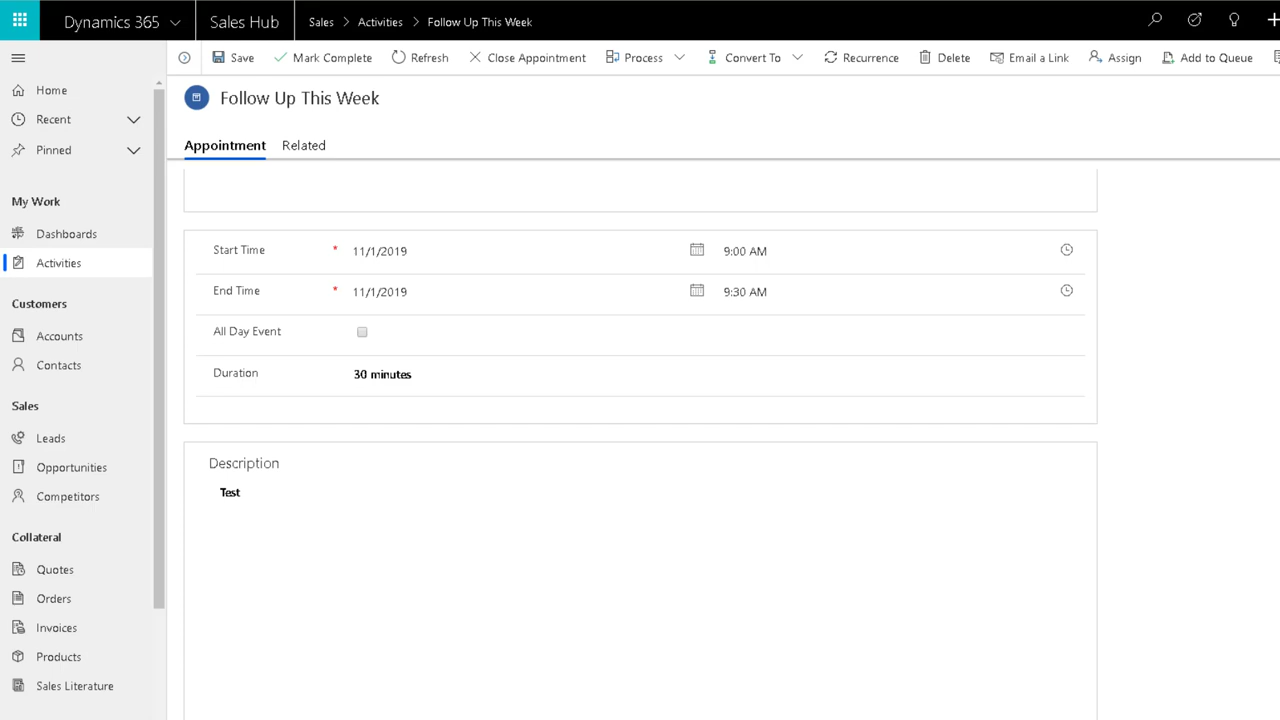 Dynamics 365
Sales Hub
Sales > Activities > Follow Up This Week
Save
Mark Complete
Refresh
Close Appointment
Process
Convert To
Recurrence
Delete
Email a Link
Assign
Add to Queue
Home
Recent
Pinned
My Work
Dashboards
Activities
Customers
Accounts
Contacts
Sales
Leads
Opportunities
Competitors
Collateral
Quotes
Orders
Invoices
Products
Sales Literature
Follow Up This Week
Appointment
Related
Start Time * 11/1/2019 9:00 AM
End Time * 11/1/2019 9:30 AM
All Day Event
Duration 30 minutes
Description
Test